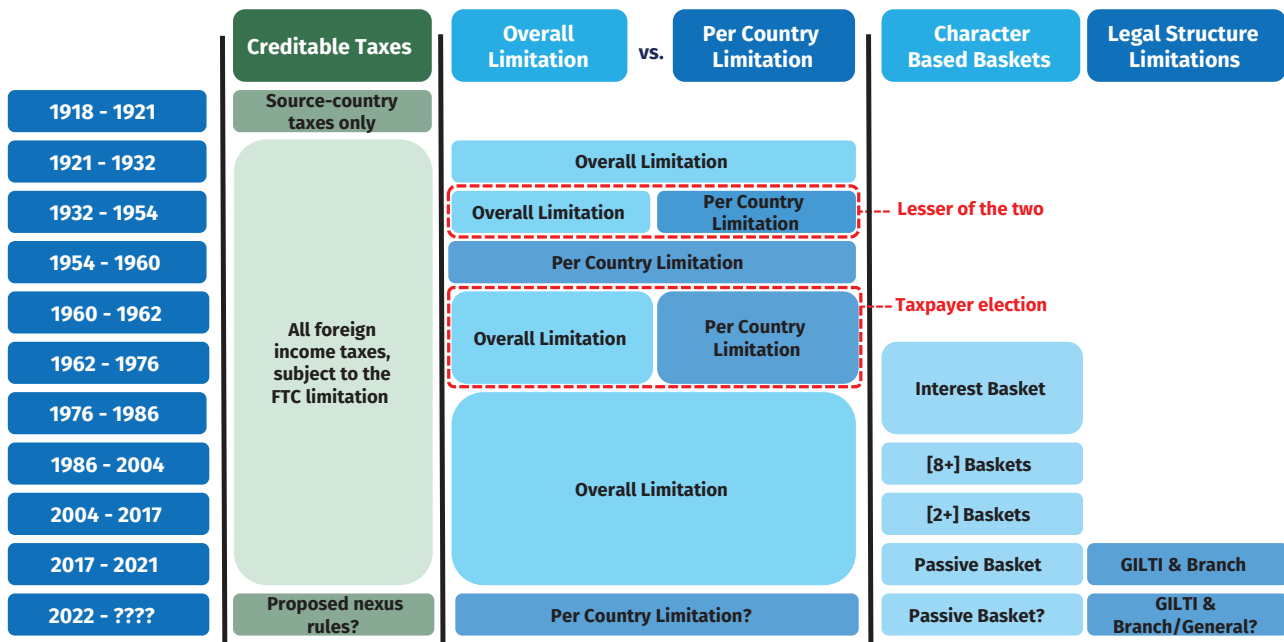 Creditable Taxes
Overall
Limitation
vs.
Per Country
Limitation
Character
Based Baskets
Legal Structure
Limitations
1918 - 1921
Source-country
taxes only
1921 - 1932
Overall Limitation
1932 - 1954
Overall Limitation
Per Country
Limitation
Lesser of the two
1954 - 1960
Per Country Limitation
1960 - 1962
Taxpayer election
All foreign
income taxes,
subject to the
FTC limitation
Overall Limitation
Per Country
Limitation
1962 - 1976
Interest Basket
1976 - 1986
1986 - 2004
[8+] Baskets
Overall Limitation
2004 - 2017
[2+] Baskets
2017 - 2021
Passive Basket
GILTI & Branch
2022 - ????
Proposed nexus
rules?
Per Country Limitation?
Passive Basket?
GILTI &
Branch/General?